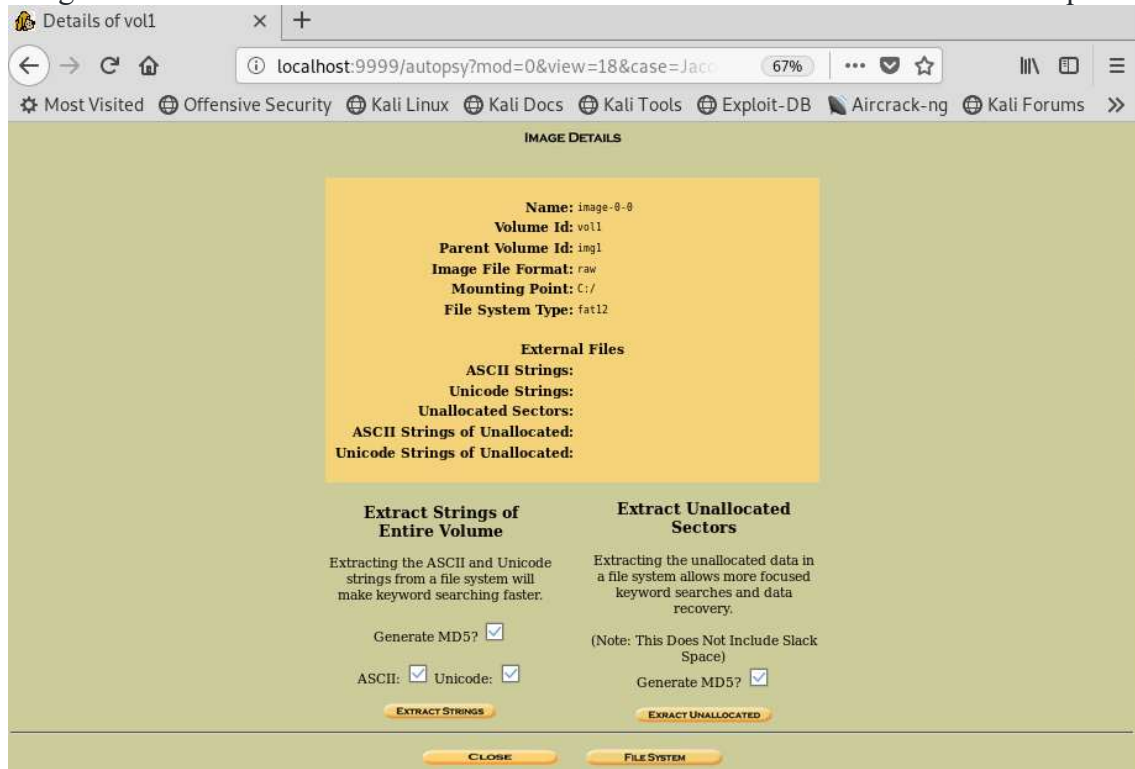 Details of vol1
localhost:9999/autopsy?mod=0&view=18&case=Jaco 67%
Most Visited Offensive Security Kali Linux Kali Docs Kali Tools Exploit-DB Aircrack-ng Kali Forums
IMAGE DETAILS
Name: image-0-0
Volume Id: vol1
Parent Volume Id: img1
Image File Format: raw
Mounting Point: C:/
File System Type: fat12
External Files
ASCII Strings:
Unicode Strings:
Unallocated Sectors:
ASCII Strings of Unallocated:
Unicode Strings of Unallocated:
Extract Strings of
Entire Volume
Extracting the ASCII and Unicode
strings from a file system will
make keyword searching faster.
Generate MD5?
ASCII: Unicode:
EXTRACT STRINGS
Extract Unallocated
Sectors
Extracting the unallocated data in
a file system allows more focused
keyword searches and data
recovery.
(Note: This Does Not Include Slack
Space)
Generate MD5?
EXRACT UNALLOCATED
CLOSE FILE SYSTEM